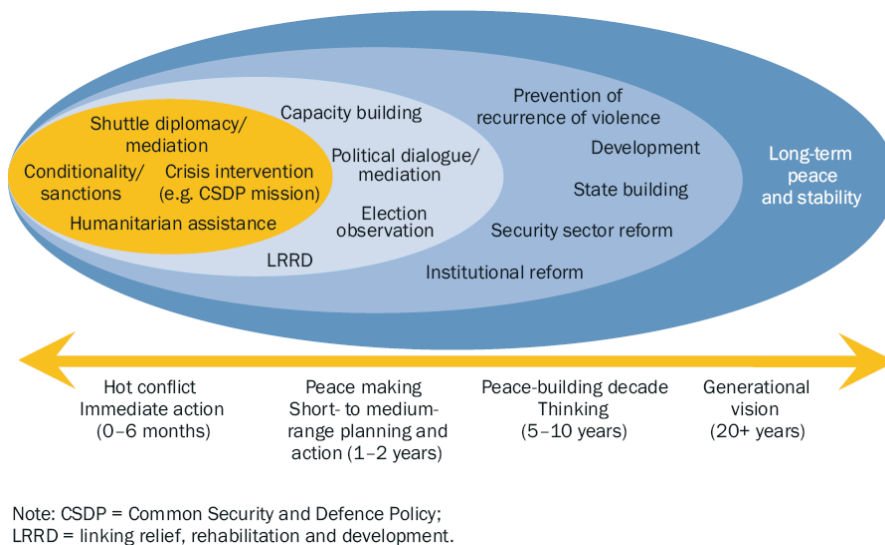 Shuttle diplomacy/
mediation
Conditionality/
sanctions
Crisis intervention
(e.g. CSDP mission)
Humanitarian assistance
Capacity building
Political dialogue/
mediation
Election
observation
LRRD
Prevention of
recurrence of violence
Development
State building
Security sector reform
Institutional reform
Long-term
peace
and stability
Hot conflict
Immediate action
(0–6 months)
Peace making
Short- to medium-
range planning and
action (1–2 years)
Peace-building decade
Thinking
(5–10 years)
Generational
vision
(20+ years)
Note: CSDP = Common Security and Defence Policy;
LRRD = linking relief, rehabilitation and development.